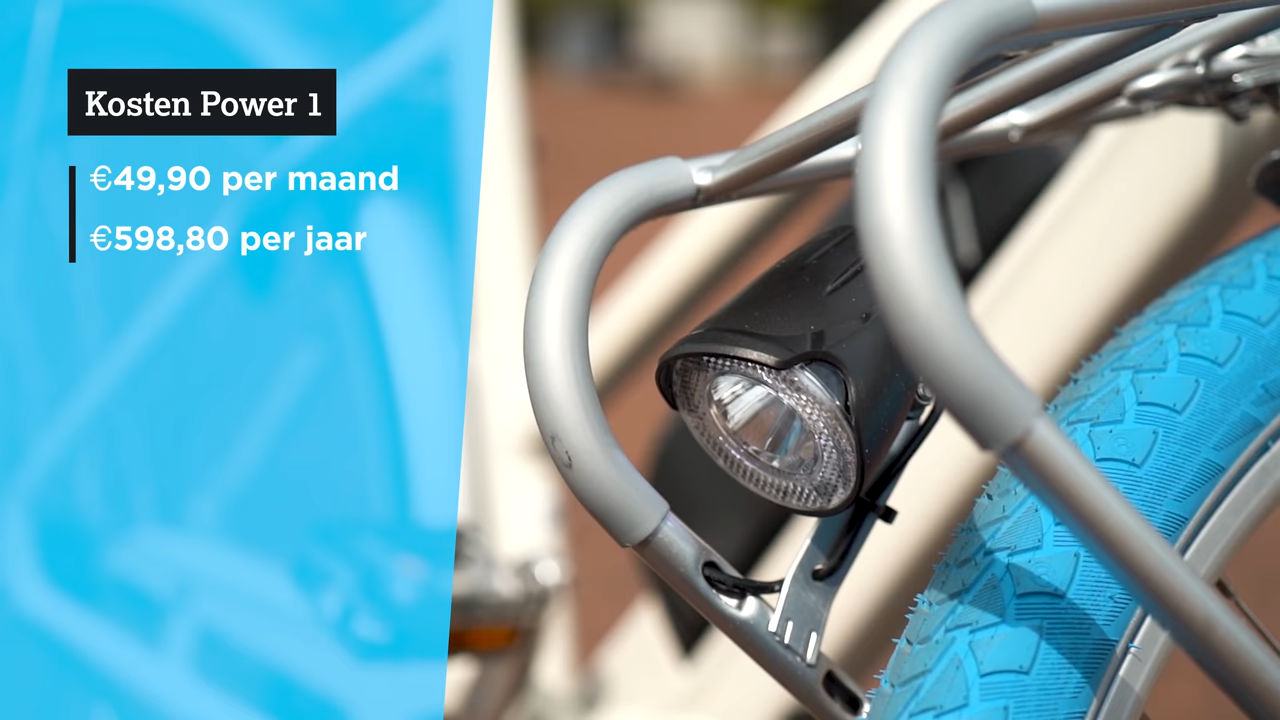 Kosten Power 1
€49,90 per maand
€598,80 per jaar